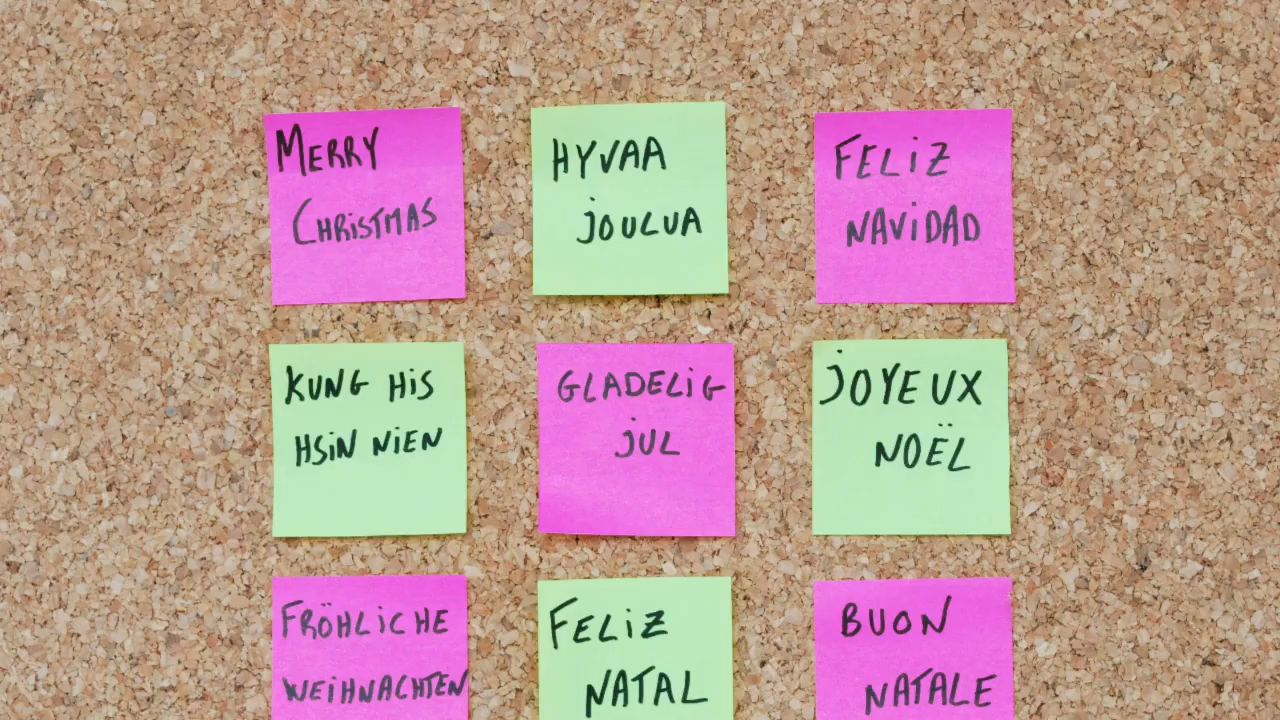 MERRY
CHRISTMAS
HYVAA
JOULUA
FELIZ
NAVIDAD
KUNG HIS
HSIN NIEN
GLADELIG
JUL
JOYEUX
NOËL
FRÖHLICHE
WEIHNACHTEN
FELIZ
NATAL
BUON
NATALE